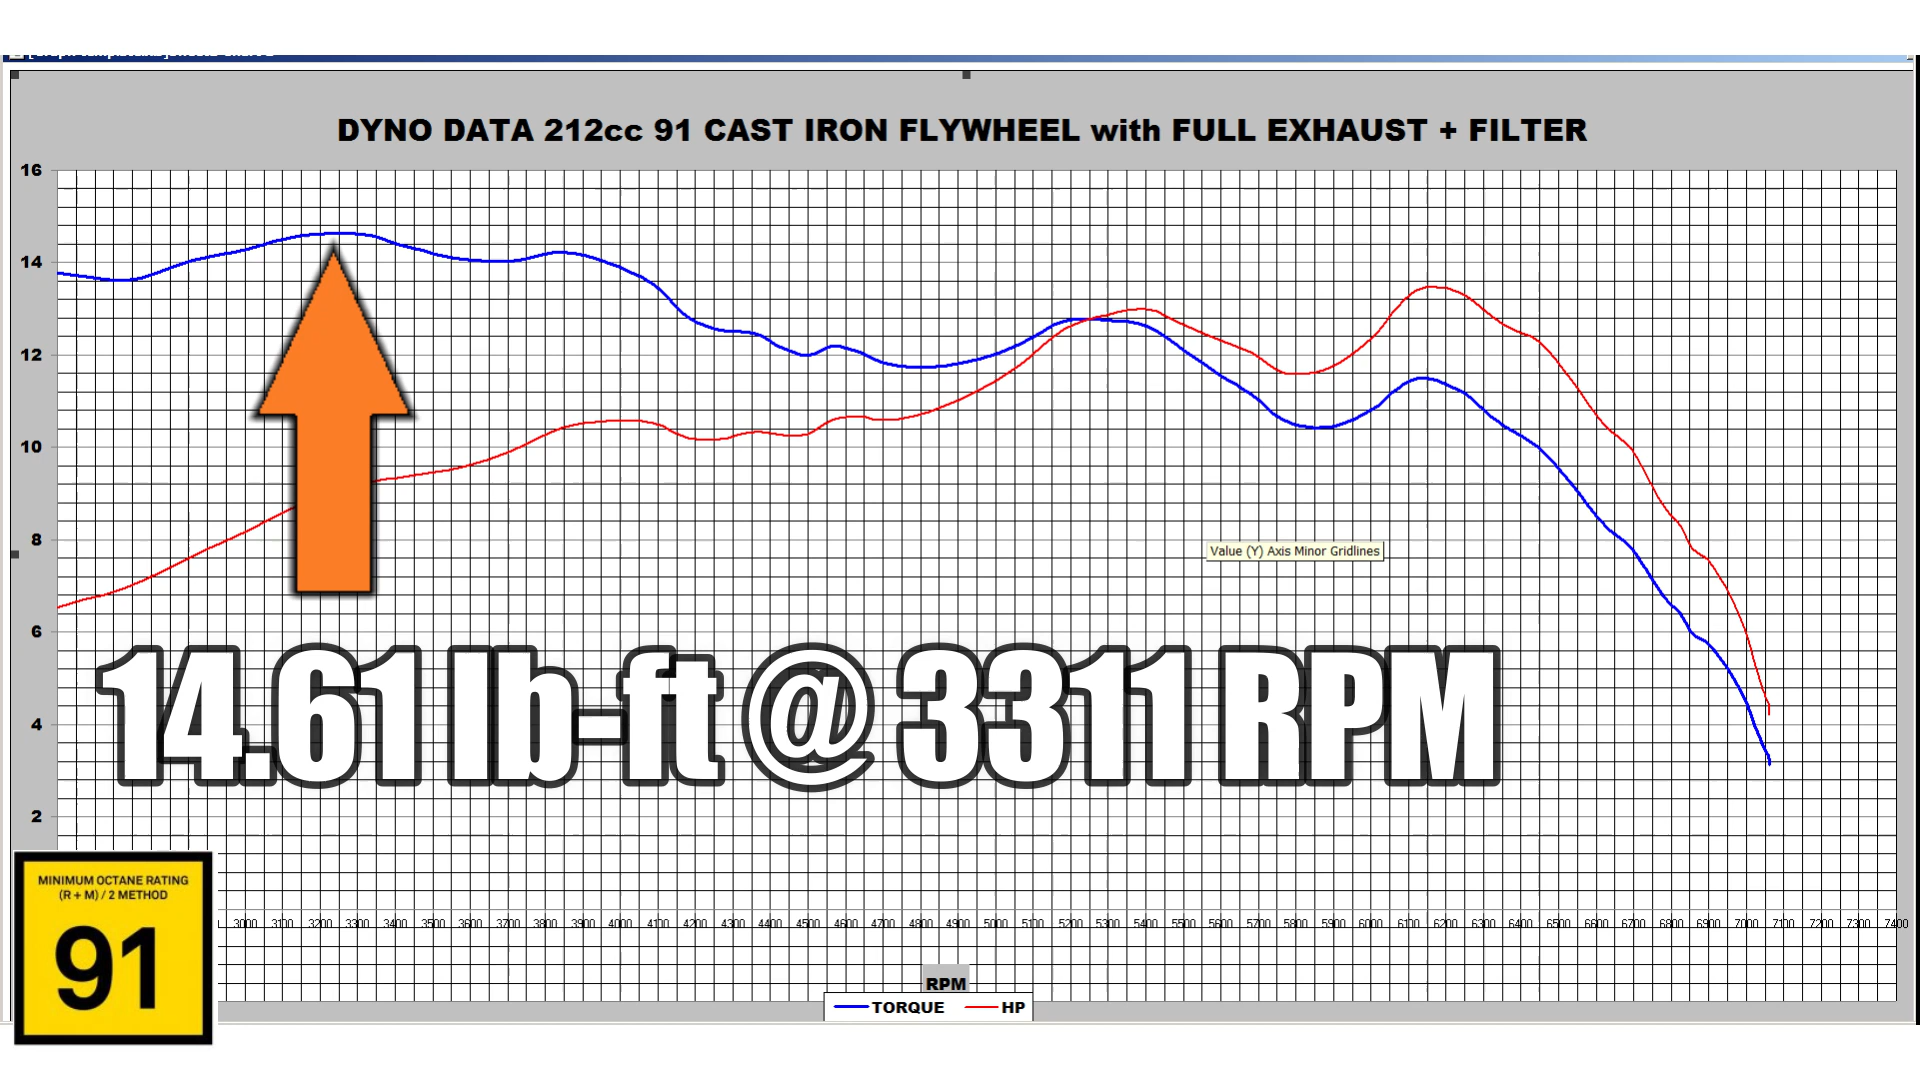 DYNO DATA 212cc 91 CAST IRON FLYWHEEL with FULL EXHAUST + FILTER
16
14
12
10
8
6
4
2
Value (Y) Axis Minor Gridlines
14.61 lb-ft @ 3311 RPM
MINIMUM OCTANE RATING
(R + M) / 2 METHOD
91
3000 3100 3200 3300 3400 3500 3600 3700 3800 3900 4000 4100 4200 4300 4400 4500 4600 4700 4800 4900 5000 5100 5200 5300 5400 5500 5600 5700 5800 5900 6000 6100 6200 6300 6400 6500 6600 6700 6800 6900 7000 7100 7200 7300 7400
RPM
TORQUE HP